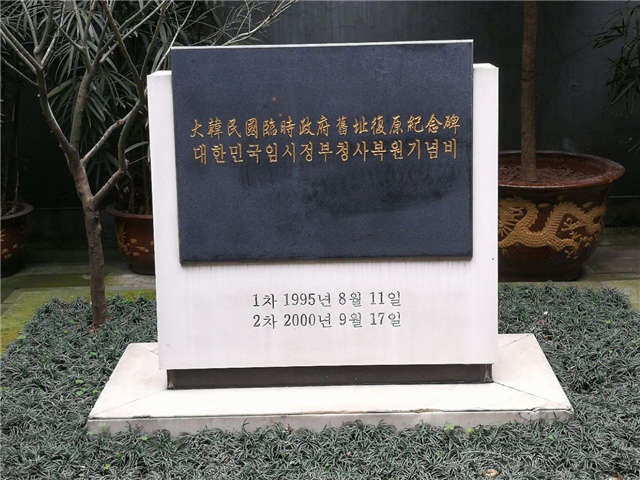 大韓民國臨時政府舊址復原紀念碑
대한민국임시정부청사복원기념비
1차 1995년 8월 11일
2차 2000년 9월 17일